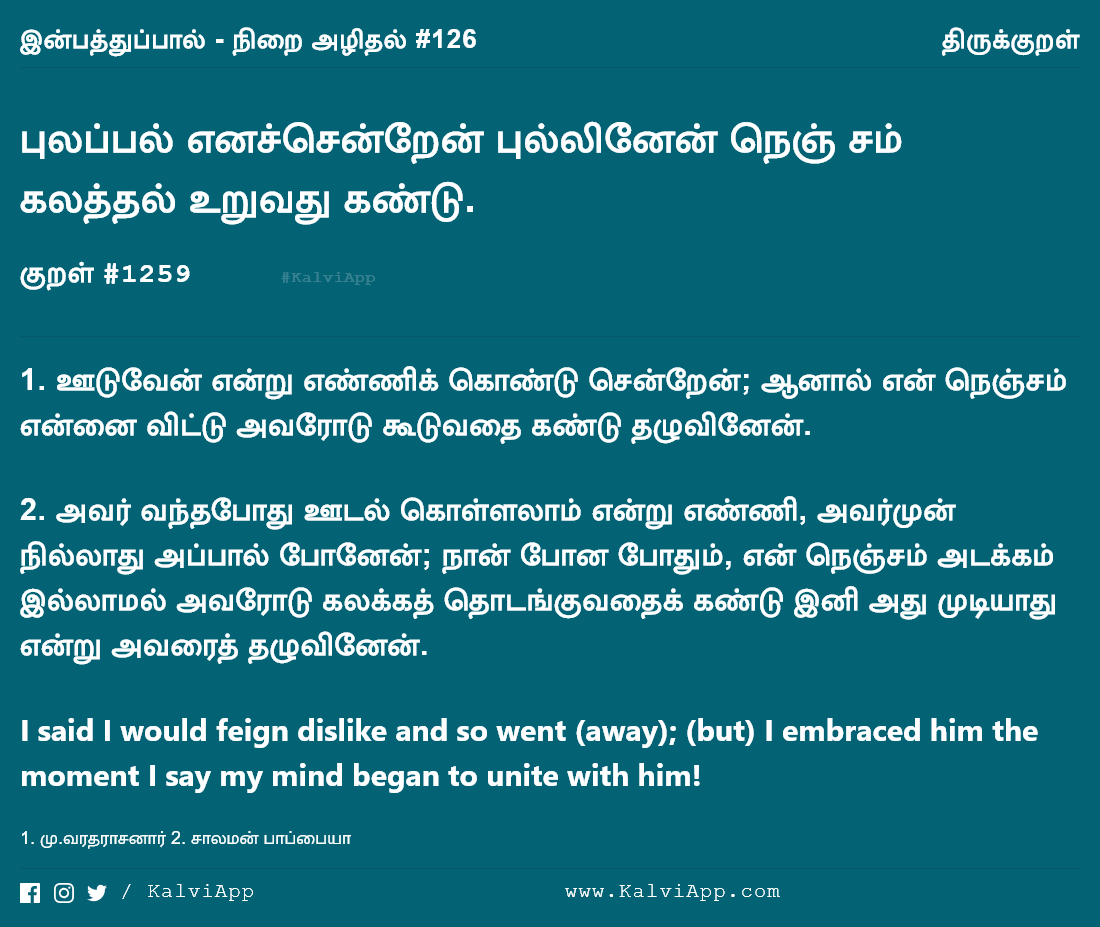 இன்பத்துப்பால் - நிறை அழிதல் #126
திருக்குறள்
புலப்பல் எனச்சென்றேன் புல்லினேன் நெஞ் சம்
கலத்தல் உறுவது கண்டு.
குறள் #1259
#KalviApp
1. ஊடுவேன் என்று எண்ணிக் கொண்டு சென்றேன்; ஆனால் என் நெஞ்சம்
என்னை விட்டு அவரோடு கூடுவதை கண்டு தழுவினேன்.
2. அவர் வந்தபோது ஊடல் கொள்ளலாம் என்று எண்ணி, அவர்முன்
நில்லாது அப்பால் போனேன்; நான் போன போதும், என் நெஞ்சம் அடக்கம்
இல்லாமல் அவரோடு கலக்கத் தொடங்குவதைக் கண்டு இனி அது முடியாது
என்று அவரைத் தழுவினேன்.
I said I would feign dislike and so went (away); (but) I embraced him the
moment I say my mind began to unite with him!
1. மு.வரதராசனார் 2. சாலமன் பாப்பையா
/ KalviApp
www.KalviApp.com